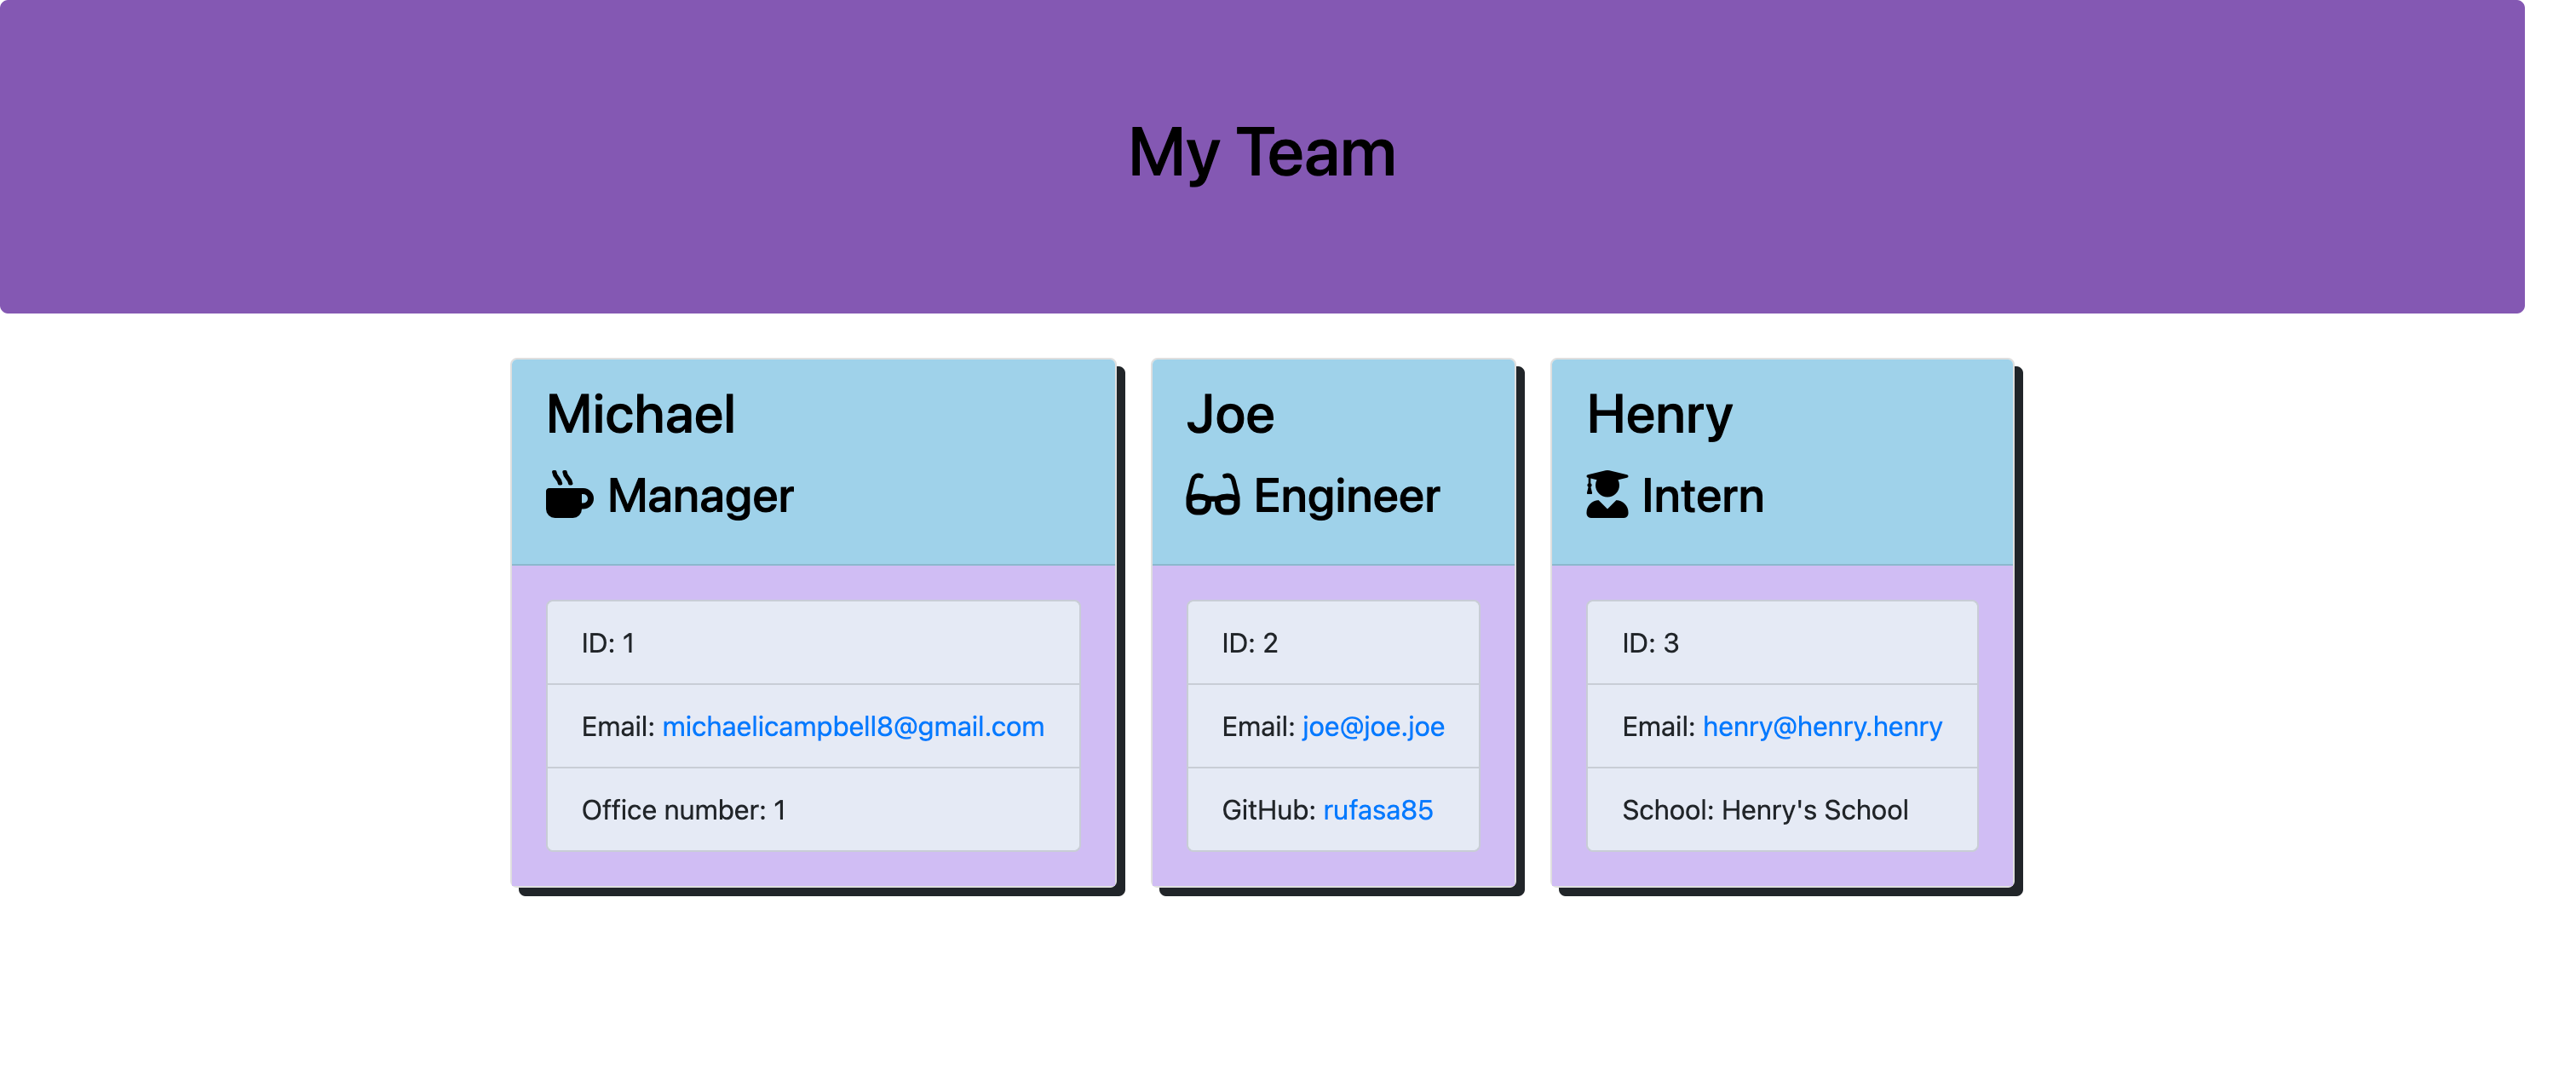 My Team
Michael
Manager
ID: 1
Email: michaelicampbell8@gmail.com
Office number: 1
Joe
Engineer
ID: 2
Email: joe@joe.joe
GitHub: rufasa85
Henry
Intern
ID: 3
Email: henry@henry.henry
School: Henry's School